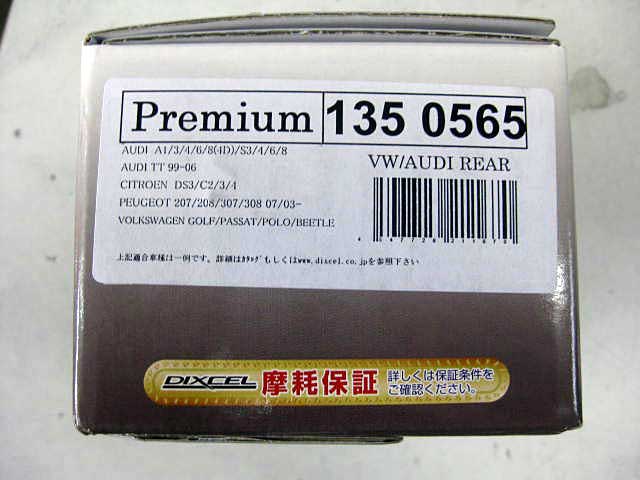 Premium 135 0565
AUDI A1/3/4/6/8(4D)/S3/4/6/8
AUDI TT 99-06
CITROEN DS3/C2/3/4
PEUGEOT 207/208/307/308 07/03-
VOLKSWAGEN GOLF/PASSAT/POLO/BEETLE
VW/AUDI REAR
上記適合車種は一例です。詳細はｶﾀﾛｸﾞもしくはwww.dixcel.co.jpを参照下さい
DIXCEL 摩耗保証
詳しくは保証条件を
ご確認ください。